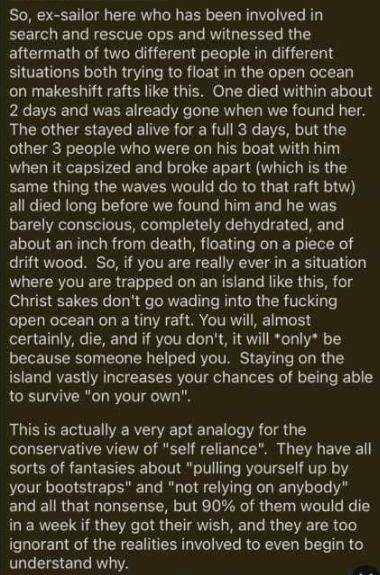 So, ex-sailor here who has been involved in
search and rescue ops and witnessed the
aftermath of two different people in different
situations both trying to float in the open ocean
on makeshift rafts like this.  One died within about
2 days and was already gone when we found her.
The other stayed alive for a full 3 days, but the
other 3 people who were on his boat with him
when it capsized and broke apart (which is the
same thing the waves would do to that raft btw)
all died long before we found him and he was
barely conscious, completely dehydrated, and
about an inch from death, floating on a piece of
drift wood.  So, if you are really ever in a situation
where you are trapped on an island like this, for
Christ sakes don't go wading into the fucking
open ocean on a tiny raft. You will, almost
certainly, die, and if you don't, it will *only* be
because someone helped you.  Staying on the
island vastly increases your chances of being able
to survive "on your own".

This is actually a very apt analogy for the
conservative view of "self reliance".  They have all
sorts of fantasies about "pulling yourself up by
your bootstraps" and "not relying on anybody"
and all that nonsense, but 90% of them would die
in a week if they got their wish, and they are too
ignorant of the realities involved to even begin to
understand why.